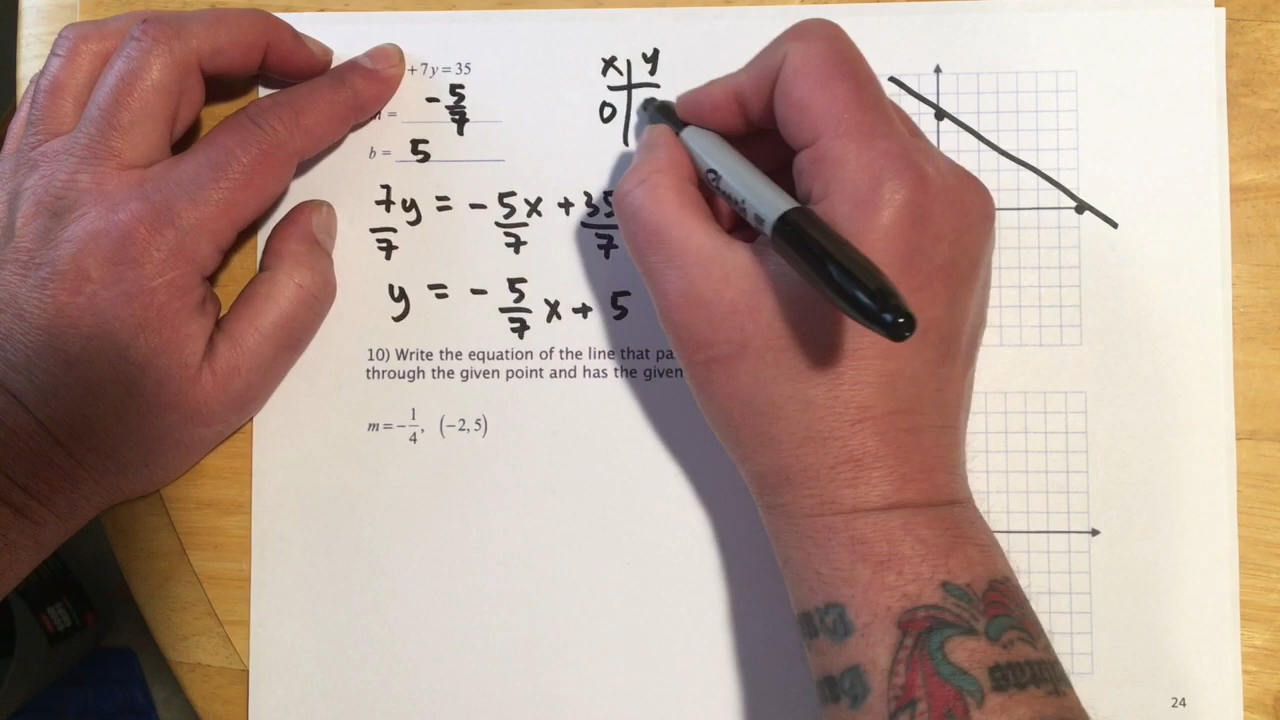 +7y=35
= -5/7
b = 5
x y
0
7y/7 = -5x/7 + 35/7
y = -5/7 x + 5
10) Write the equation of the line that
through the given point and has the given
m=-1/4, (-2,5)
24